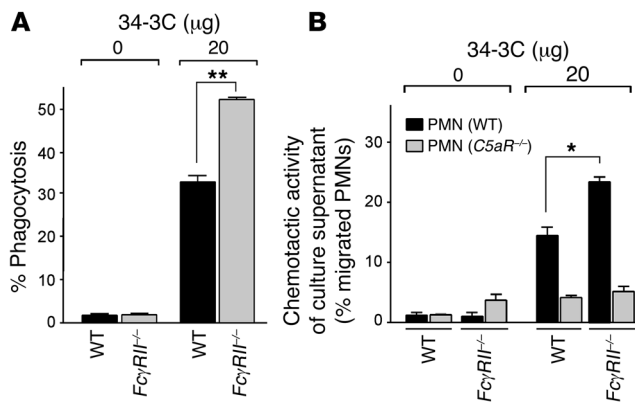 A
34-3C (μg)
0
20
**
% Phagocytosis
50
40
30
20
10
0
WT
FcγRII–/–
WT
FcγRII–/–
B
34-3C (μg)
0
20
PMN (WT)
PMN (C5aR–/–)
*
Chemotactic activity
of culture supernatant
(% migrated PMNs)
30
20
10
0
WT
FcγRII–/–
WT
FcγRII–/–